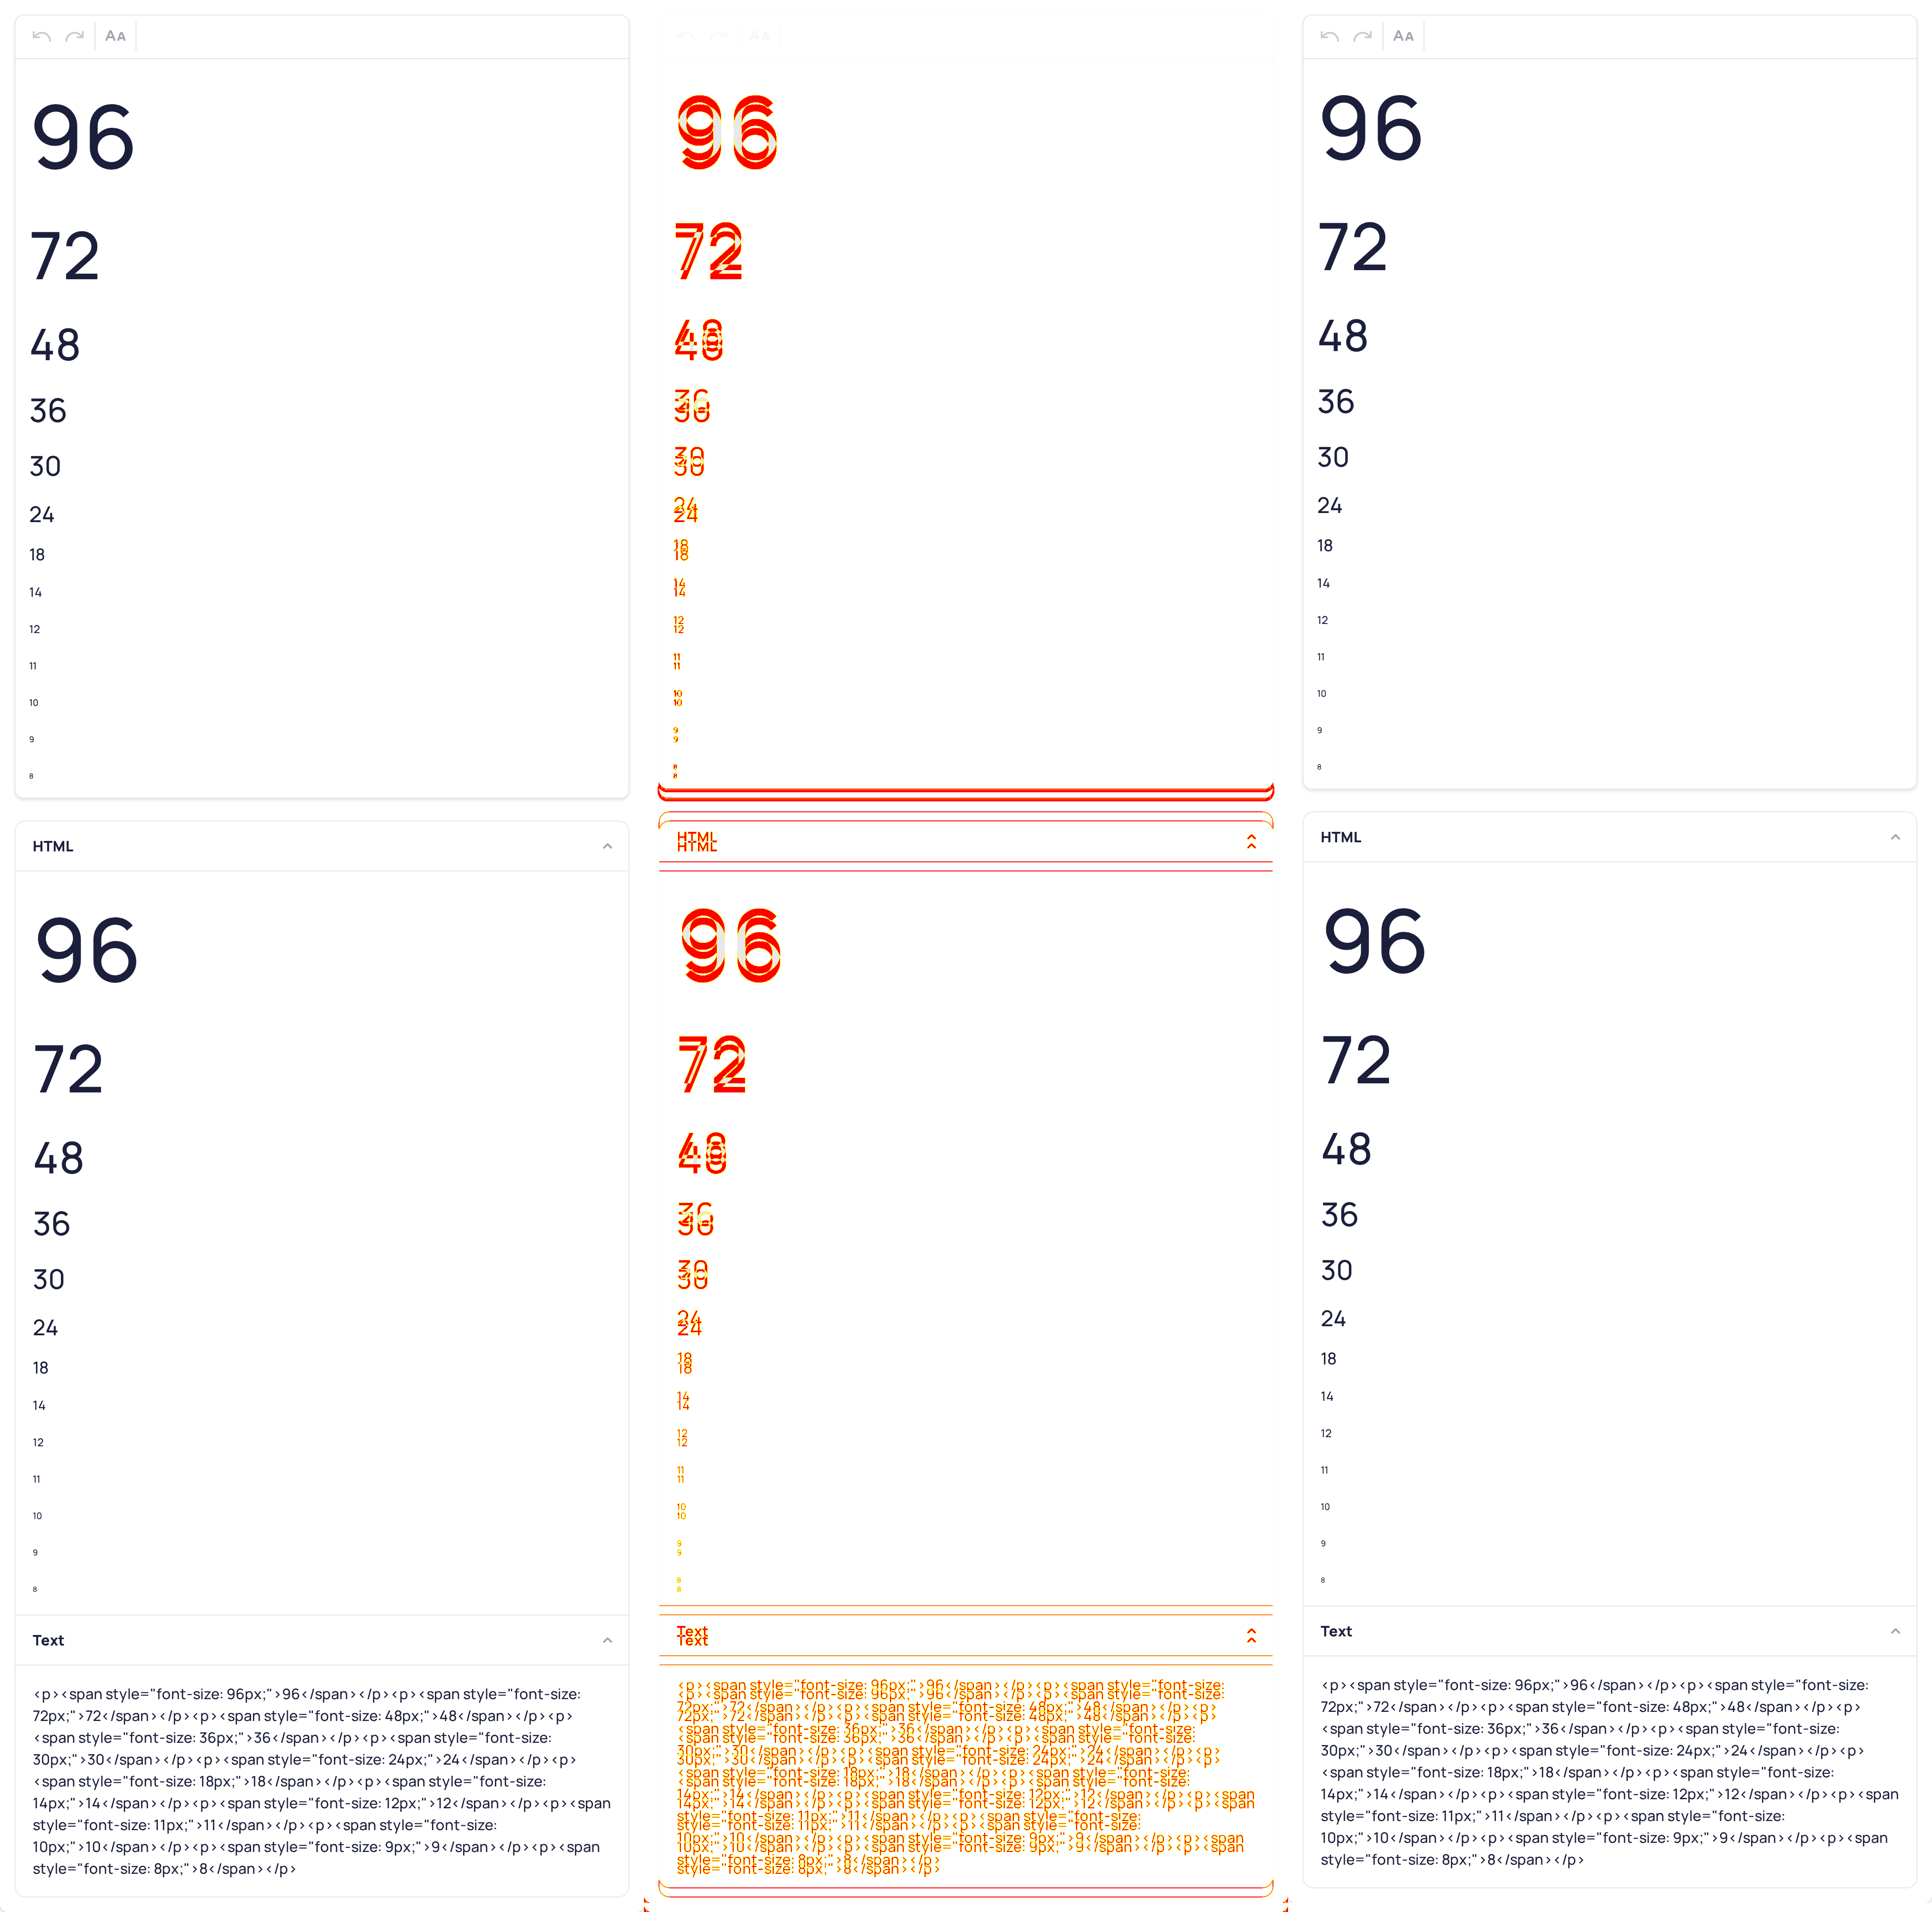 AA
96
72
48
36
30
24
18
14
12
11
10
9
8
HTML
96
72
48
36
30
24
18
14
12
11
10
9
8
Text
<p><span style="font-size: 96px;">96</span></p><p><span style="font-size:
72px;">72</span></p><p><span style="font-size: 48px;">48</span></p><p>
<span style="font-size: 36px;">36</span></p><p><span style="font-size:
30px;">30</span></p><p><span style="font-size: 24px;">24</span></p><p>
<span style="font-size: 18px;">18</span></p><p><span style="font-size:
14px;">14</span></p><p><span style="font-size: 12px;">12</span></p><p><span
style="font-size: 11px;">11</span></p><p><span style="font-size:
10px;">10</span></p><p><span style="font-size: 9px;">9</span></p><p><span
style="font-size: 8px;">8</span></p>
AA
96
72
48
36
30
24
18
14
12
11
10
9
8
HTML
96
72
48
36
30
24
18
14
12
11
10
9
8
Text
<p><span style="font-size: 96px;">96</span></p><p><span style="font-size:
72px;">72</span></p><p><span style="font-size: 48px;">48</span></p><p>
<span style="font-size: 36px;">36</span></p><p><span style="font-size:
30px;">30</span></p><p><span style="font-size: 24px;">24</span></p><p>
<span style="font-size: 18px;">18</span></p><p><span style="font-size:
14px;">14</span></p><p><span style="font-size: 12px;">12</span></p><p><span
style="font-size: 11px;">11</span></p><p><span style="font-size:
10px;">10</span></p><p><span style="font-size: 9px;">9</span></p><p><span
style="font-size: 8px;">8</span></p>
AA
96
72
48
36
30
24
18
14
12
11
10
9
8
HTML
96
72
48
36
30
24
18
14
12
11
10
9
8
Text
<p><span style="font-size: 96px;">96</span></p><p><span style="font-size:
72px;">72</span></p><p><span style="font-size: 48px;">48</span></p><p>
<span style="font-size: 36px;">36</span></p><p><span style="font-size:
30px;">30</span></p><p><span style="font-size: 24px;">24</span></p><p>
<span style="font-size: 18px;">18</span></p><p><span style="font-size:
14px;">14</span></p><p><span style="font-size: 12px;">12</span></p><p><span
style="font-size: 11px;">11</span></p><p><span style="font-size:
10px;">10</span></p><p><span style="font-size: 9px;">9</span></p><p><span
style="font-size: 8px;">8</span></p>